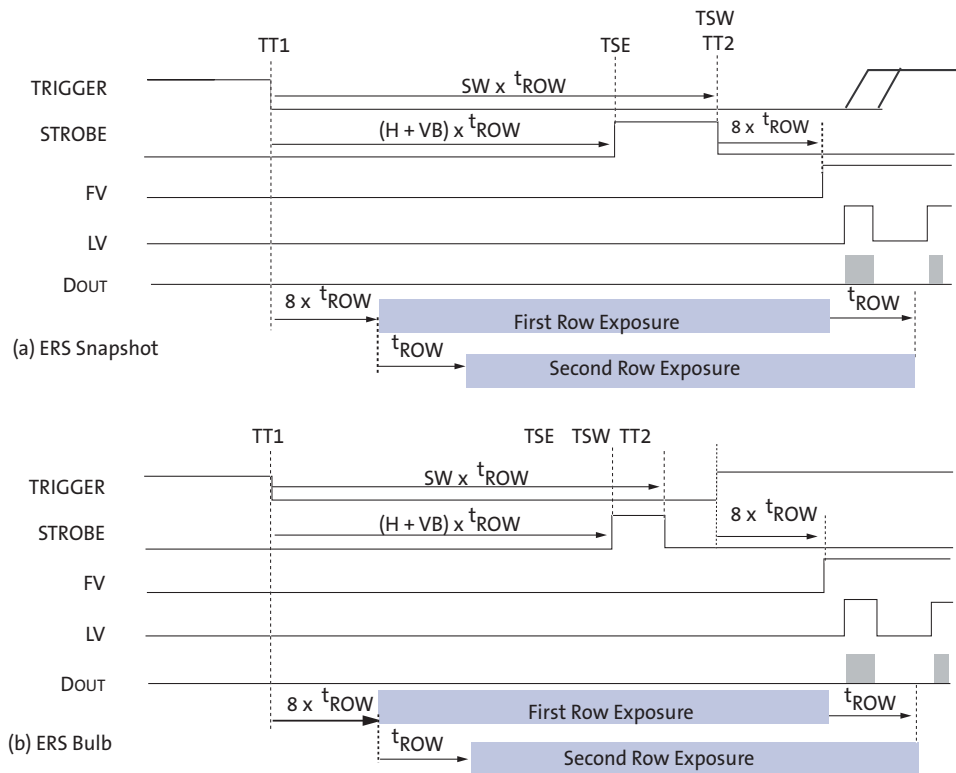 TSW
TT1 TSE TT2
TRIGGER
SW x tROW
STROBE
(H + VB) x tROW
8 x tROW
FV
LV
DOUT
8 x tROW
First Row Exposure
tROW
(a) ERS Snapshot
tROW
Second Row Exposure
TT1 TSE TSW TT2
TRIGGER
SW x tROW
STROBE
(H + VB) x tROW
8 x tROW
FV
LV
DOUT
8 x tROW
First Row Exposure
tROW
(b) ERS Bulb
tROW
Second Row Exposure